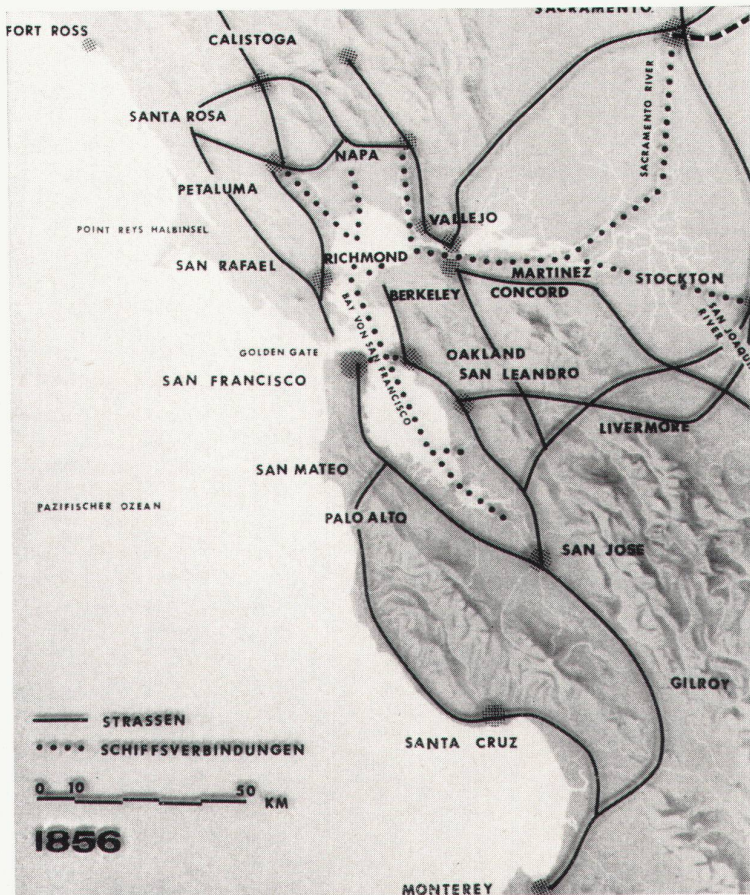 SACRAMENTO
FORT ROSS
CALISTOGA
SACRAMENTO RIVER
SANTA ROSA
NAPA
PETALUMA
VALLEJO
POINT REYS HALBINSEL
RICHMOND
SAN RAFAEL
MARTINEZ
STOCKTON
BERKELEY
CONCORD
SAN JOAQUIN
RIVER
BAY VON SAN FRANCISCO
GOLDEN GATE
OAKLAND
SAN FRANCISCO
SAN LEANDRO
LIVERMORE
SAN MATEO
PAZIFISCHER OZEAN
PALO ALTO
SAN JOSE
GILROY
STRASSEN
SANTA CRUZ
SCHIFFSVERBINDUNGEN
0 10 50 KM
1856
MONTEREY